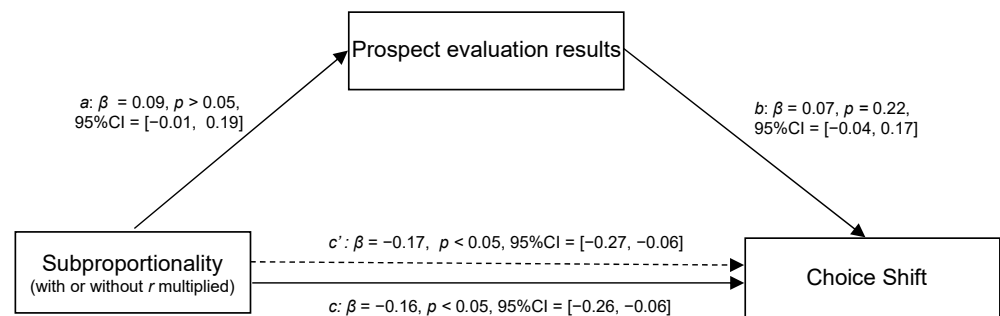 Prospect evaluation results
a: β = 0.09, p > 0.05,
95%CI = [−0.01, 0.19]
b: β = 0.07, p = 0.22,
95%CI = [−0.04, 0.17]
c’ : β = −0.17, p < 0.05, 95%CI = [−0.27, −0.06]
Subproportionality
(with or without r multiplied)
Choice Shift
c: β = −0.16, p < 0.05, 95%CI = [−0.26, −0.06]